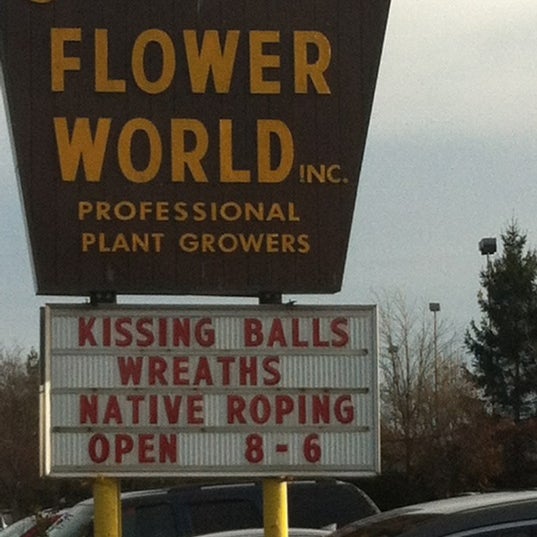 FLOWER
WORLD INC.
PROFESSIONAL
PLANT GROWERS
KISSING BALLS
WREATHS
NATIVE ROPING
OPEN 8-6